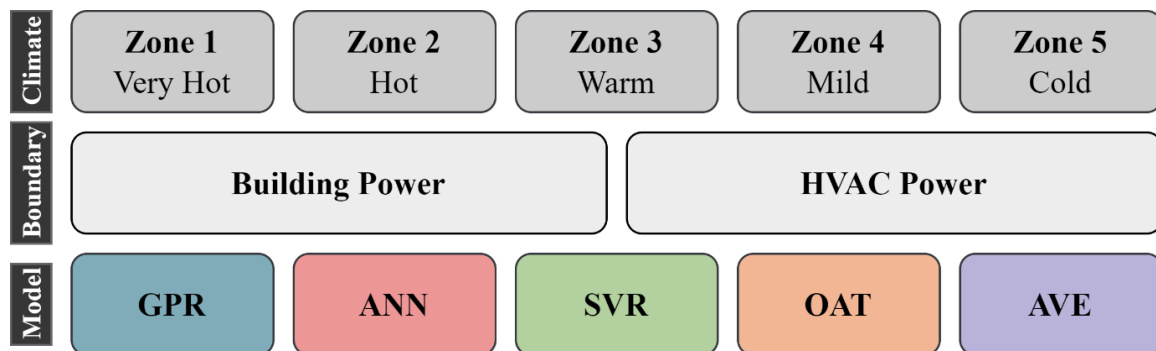 Climate
Zone 1
Very Hot
Zone 2
Hot
Zone 3
Warm
Zone 4
Mild
Zone 5
Cold
Boundary
Building Power
HVAC Power
Model
GPR
ANN
SVR
OAT
AVE